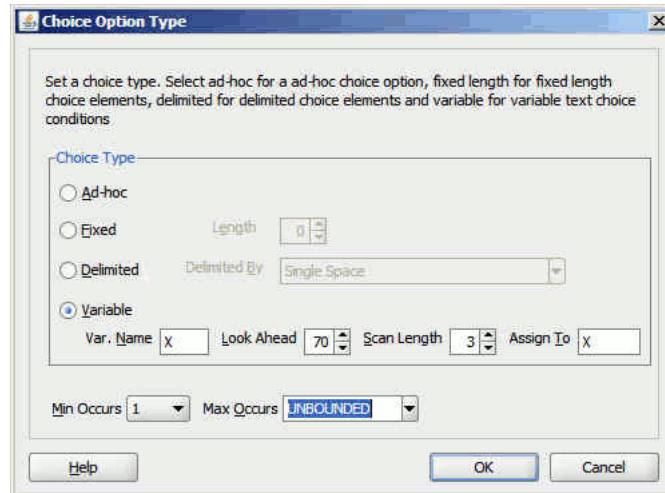 Choice Option Type
Set a choice type. Select ad-hoc for a ad-hoc choice option, fixed length for fixed length
choice elements, delimited for delimited choice elements and variable for variable text choice
conditions
Choice Type
Ad-hoc
Fixed Length 0
Delimited Delimited By Single Space
Variable
Var. Name X Look Ahead 70 Scan Length 3 Assign To X
Min Occurs 1 Max Occurs UNBOUNDED
Help OK Cancel